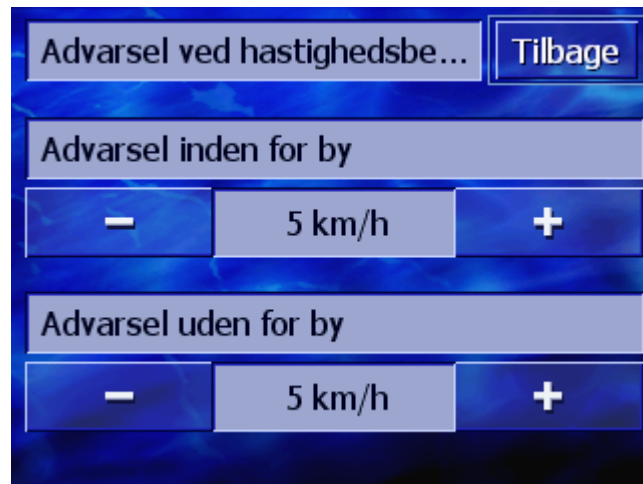 Advarsel ved hastighedsbe...
Tilbage
Advarsel inden for by
− 5 km/h +
Advarsel uden for by
− 5 km/h +